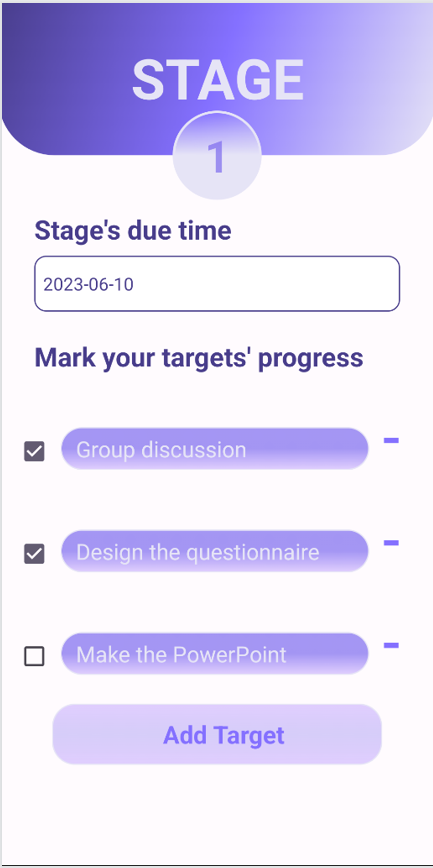 STAGE
1
Stage's due time
2023-06-10
Mark your targets' progress
Group discussion
Design the questionnaire
Make the PowerPoint
Add Target